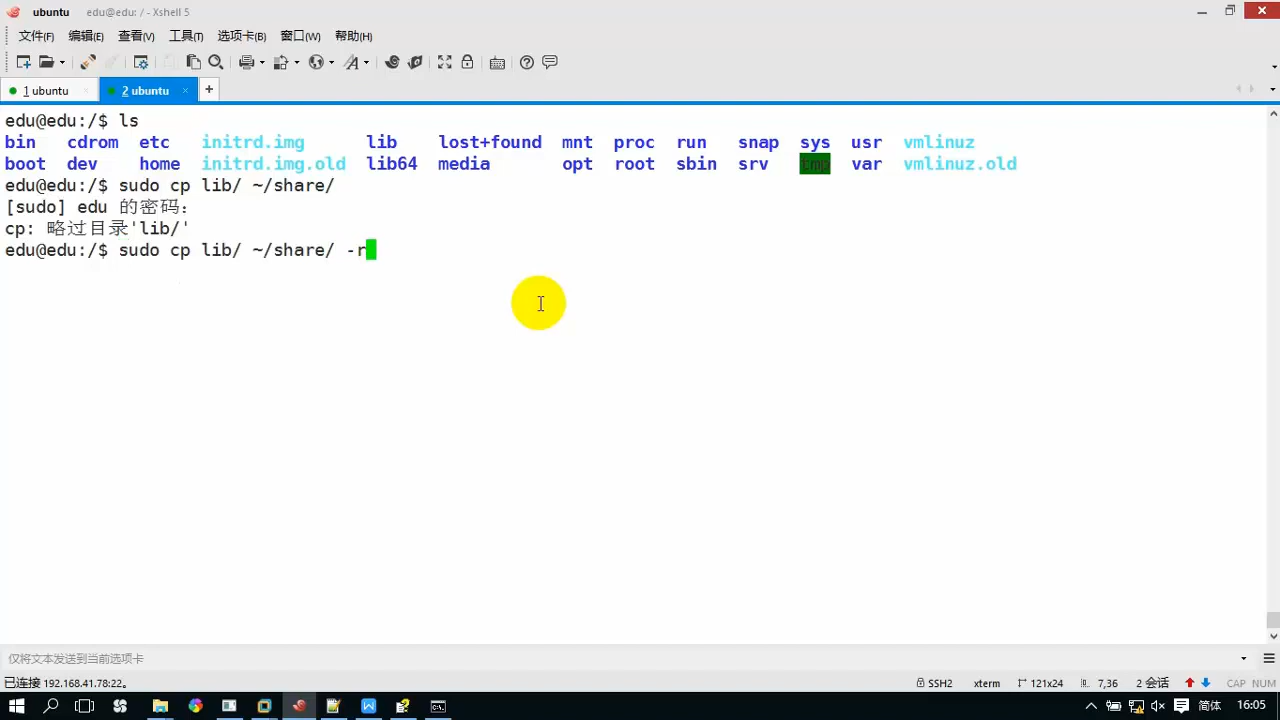 ubuntu edu@edu: / - Xshell 5
文件(F) 编辑(E) 查看(V) 工具(T) 选项卡(B) 窗口(W) 帮助(H)
1 ubuntu × 2 ubuntu × +
edu@edu:/$ ls
bin cdrom etc initrd.img lib lost+found mnt proc run snap sys usr vmlinuz
boot dev home initrd.img.old lib64 media opt root sbin srv tmp var vmlinuz.old
edu@edu:/$ sudo cp lib/ ~/share/
[sudo] edu 的密码：
cp: 略过目录'lib/'
edu@edu:/$ sudo cp lib/ ~/share/ -r
仅将文本发送到当前选项卡
已连接 192.168.41.78:22。 SSH2 xterm 121x24 7,36 2 会话 CAP NUM
简体 16:05